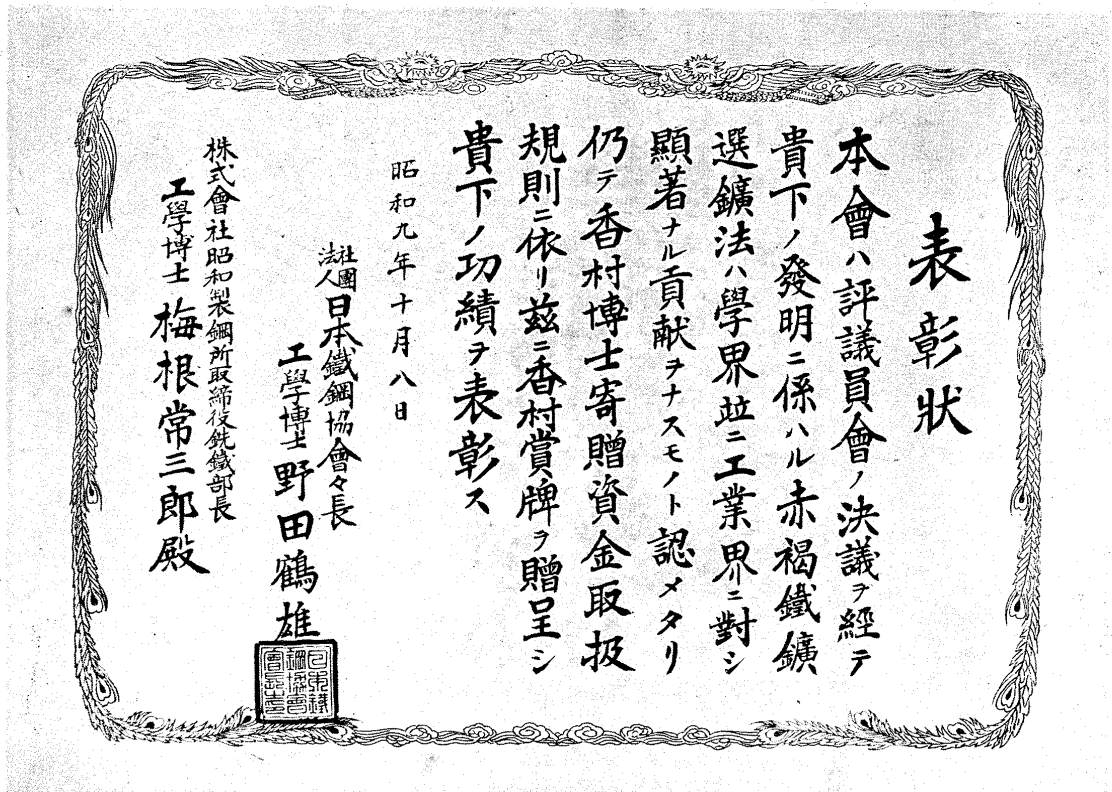 表彰狀
本會ハ評議員會ノ決議ヲ經テ
貴下ノ發明ニ係ハル赤褐鐵鑛
選鑛法ハ學界竝ニ工業界ニ對シ
顯著ナル貢献ヲナスモノト認メタリ
仍テ香村博士寄贈資金取扱
規則ニ依リ茲ニ香村賞牌ヲ贈呈シ
貴下ノ功績ヲ表彰ス
昭和九年十月八日
社團法人日本鐵鋼協會々長
工學博士野田鶴雄
株式會社昭和製鋼所取締役銑鐵部長
工學博士梅根常三郎殿